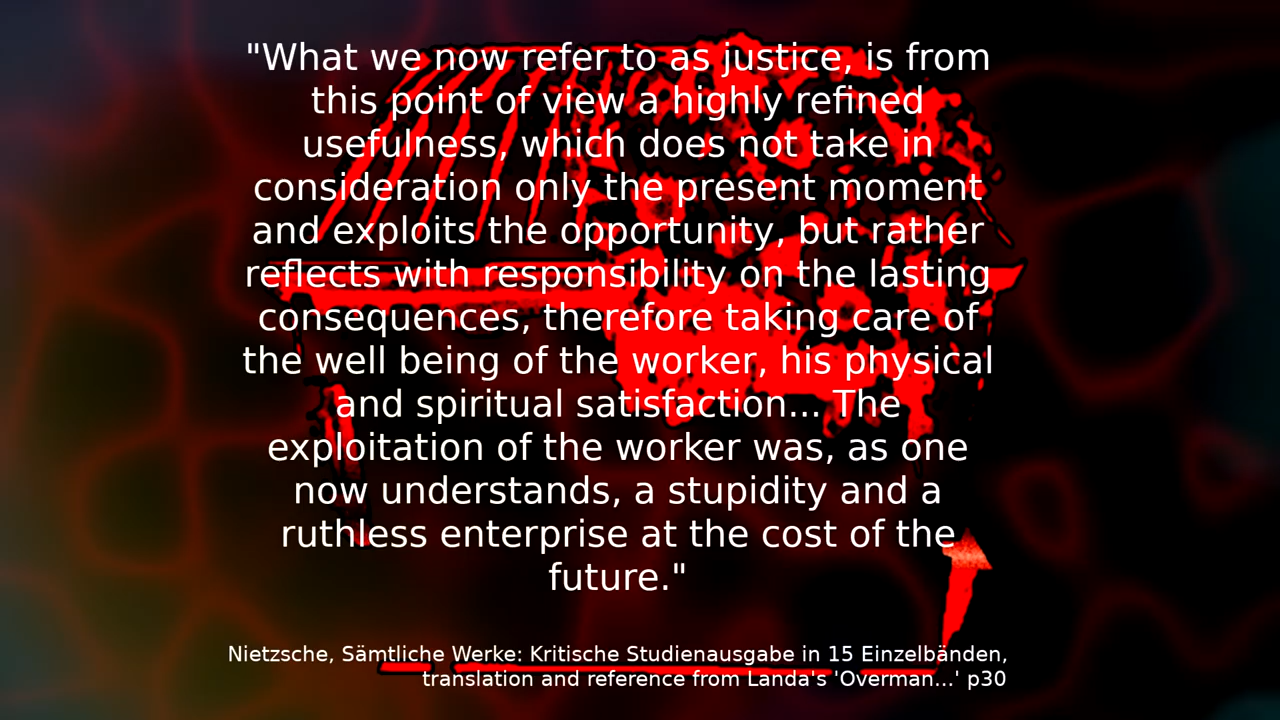 "What we now refer to as justice, is from
this point of view a highly refined
usefulness, which does not take in
consideration only the present moment
and exploits the opportunity, but rather
reflects with responsibility on the lasting
consequences, therefore taking care of
the well being of the worker, his physical
and spiritual satisfaction... The
exploitation of the worker was, as one
now understands, a stupidity and a
ruthless enterprise at the cost of the
future."
Nietzsche, Sämtliche Werke: Kritische Studienausgabe in 15 Einzelbänden,
translation and reference from Landa's 'Overman...' p30